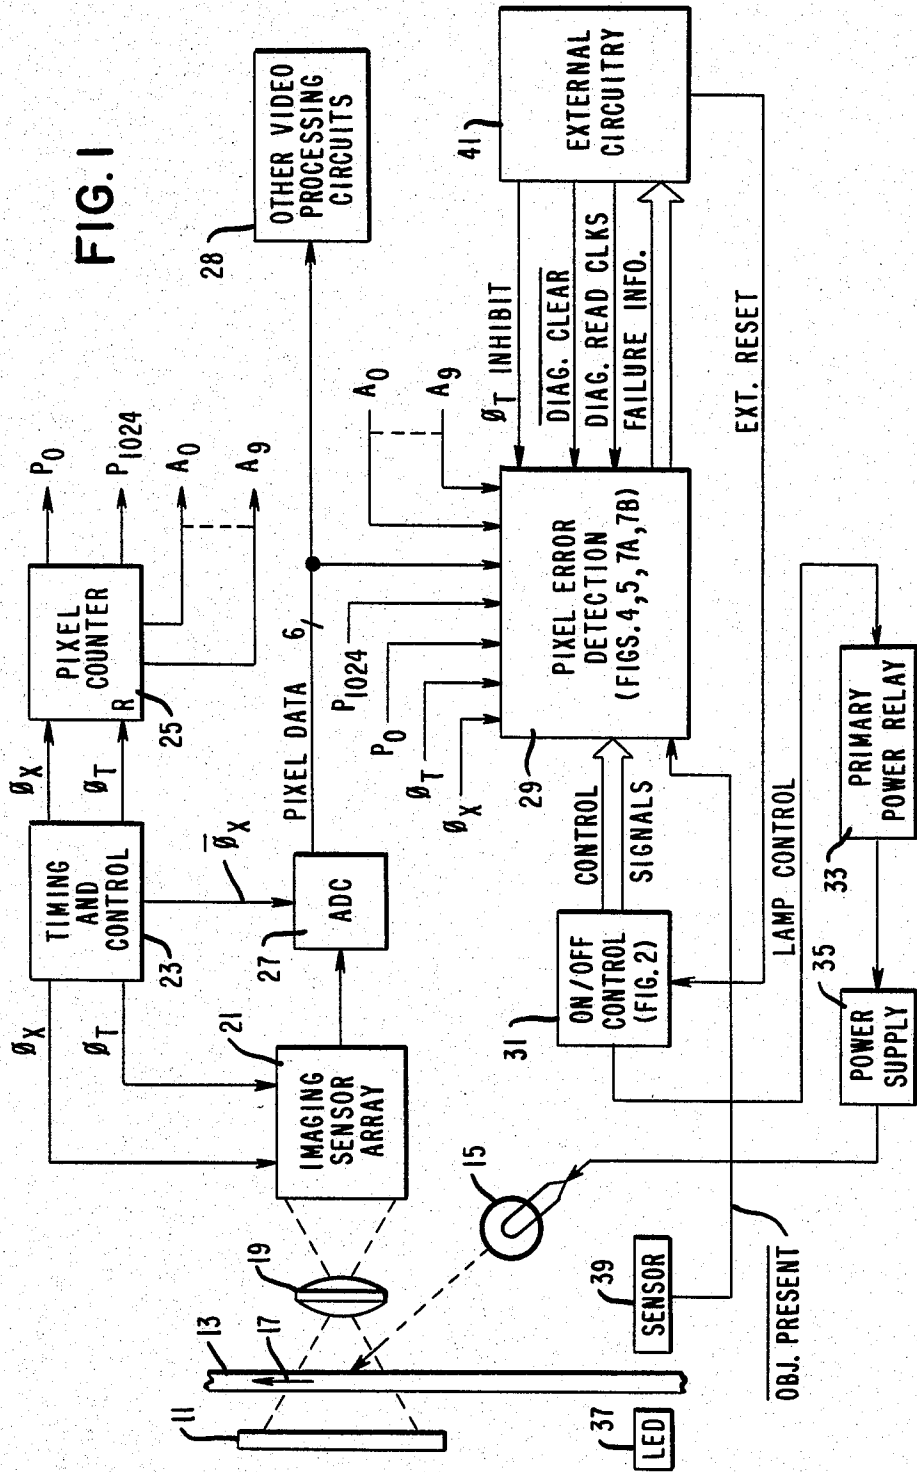 FIG. 1
11
13
17
19
21
IMAGING
SENSOR
ARRAY
ØX
ØT
23
TIMING
AND
CONTROL
ØX
ØT
Ø̅X
25
PIXEL
COUNTER
R
P0
P1024
A0
A9
27
ADC
PIXEL DATA
6
28
OTHER VIDEO
PROCESSING
CIRCUITS
ØX
ØT
P0
P1024
A0
A9
29
PIXEL ERROR
DETECTION
(FIGS. 4, 5, 7A, 7B)
ØT INHIBIT
DIAG. CLEAR
DIAG. READ CLKS
FAILURE INFO.
41
EXTERNAL
CIRCUITRY
EXT. RESET
31
ON/OFF
CONTROL
(FIG. 2)
CONTROL
SIGNALS
LAMP CONTROL
33
PRIMARY
POWER RELAY
35
POWER
SUPPLY
15
37
LED
39
SENSOR
OBJ. PRESENT